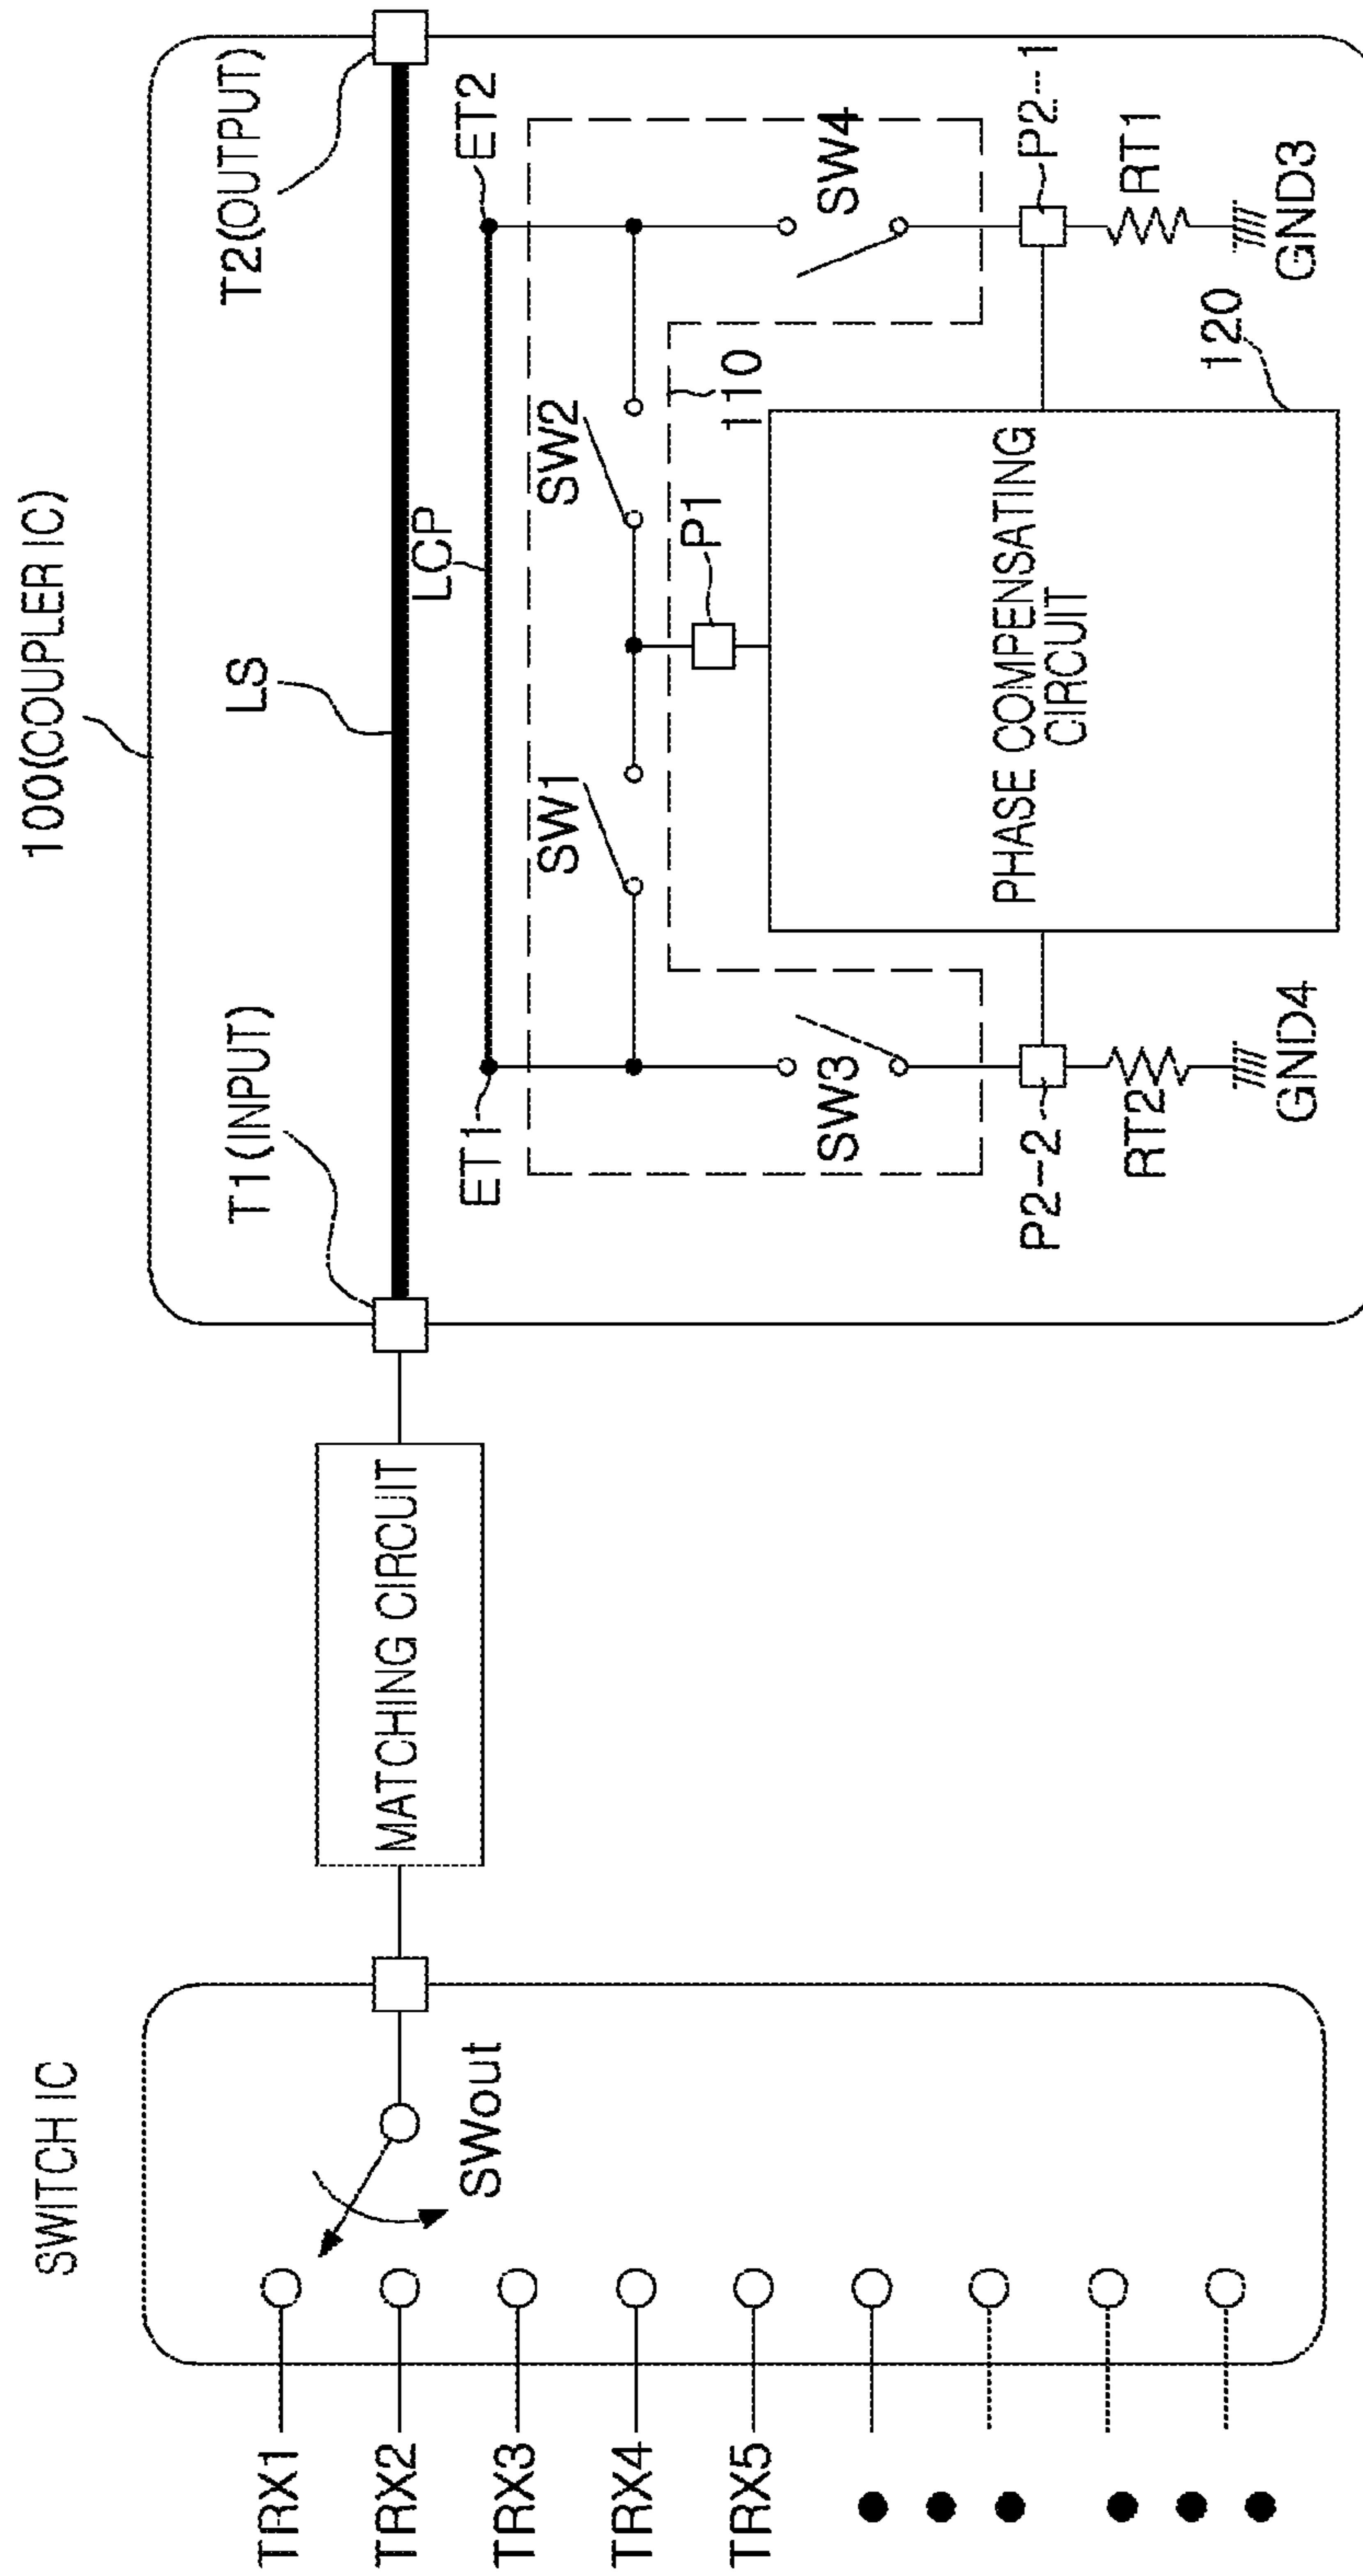 SWITCH IC
TRX1
TRX2
TRX3
TRX4
TRX5
SWout
MATCHING CIRCUIT
100(COUPLER IC)
T1(INPUT)
LS
T2(OUTPUT)
LCP
ET1
ET2
SW1
SW2
SW3
SW4
P1
110
P2-2
P2-1
RT2
RT1
GND4
GND3
PHASE COMPENSATING
CIRCUIT
120